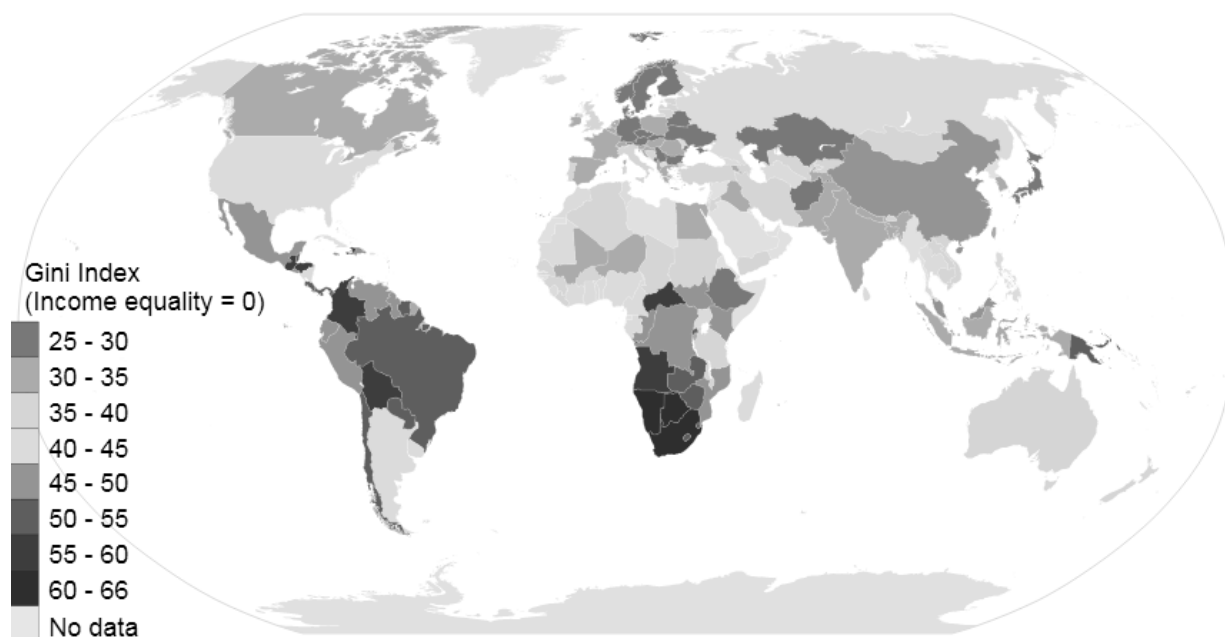 Gini Index
(Income equality = 0)
25 - 30
30 - 35
35 - 40
40 - 45
45 - 50
50 - 55
55 - 60
60 - 66
No data